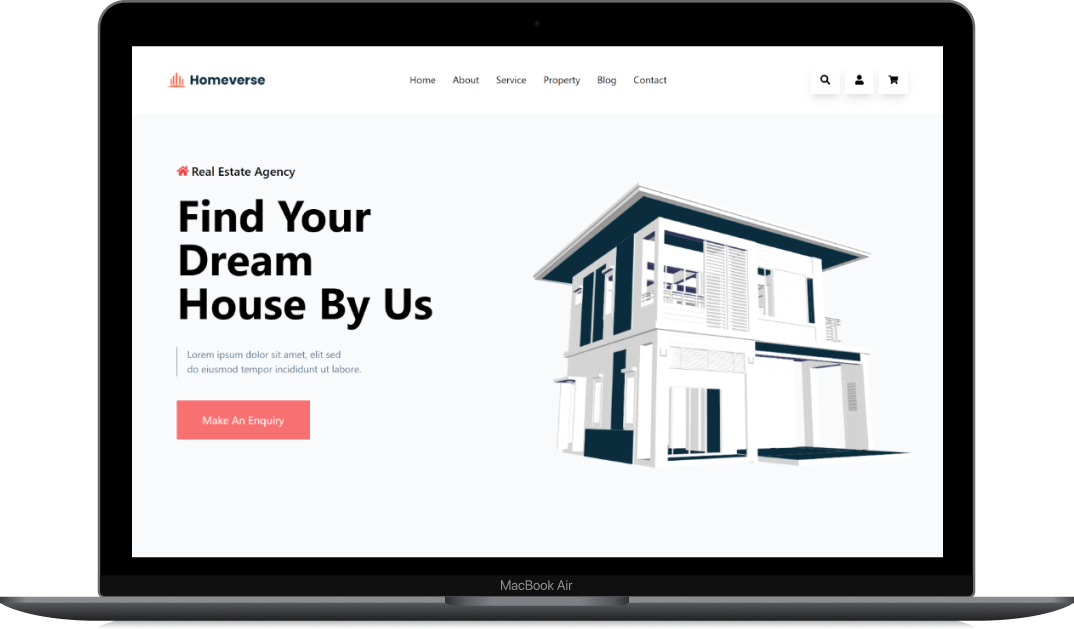 Homeverse
Home About Service Property Blog Contact
Real Estate Agency
Find Your
Dream
House By Us
Lorem ipsum dolor sit amet, elit sed
do eiusmod tempor incididunt ut labore.
Make An Enquiry
MacBook Air